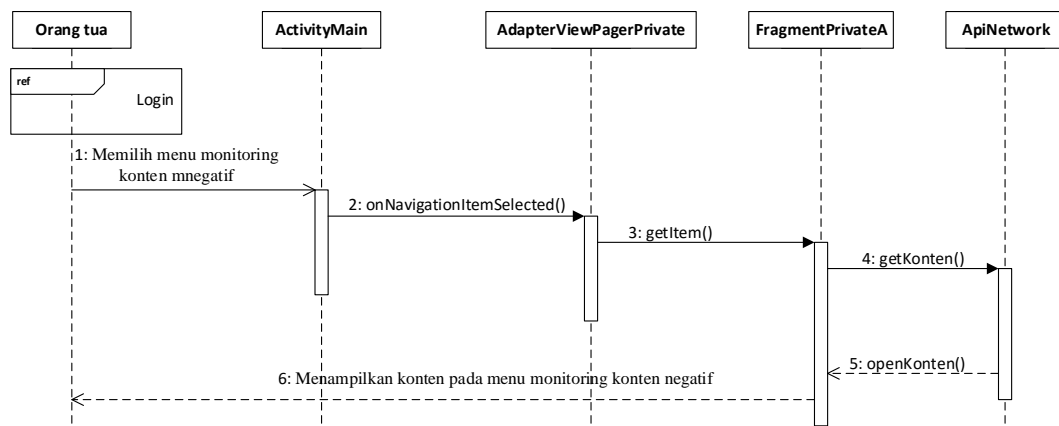 Orang tua
ActivityMain
AdapterViewPagerPrivate
FragmentPrivateA
ApiNetwork
ref
Login
1: Memilih menu monitoring
konten mnegatif
2: onNavigationItemSelected()
3: getItem()
4: getKonten()
5: openKonten()
6: Menampilkan konten pada menu monitoring konten negatif